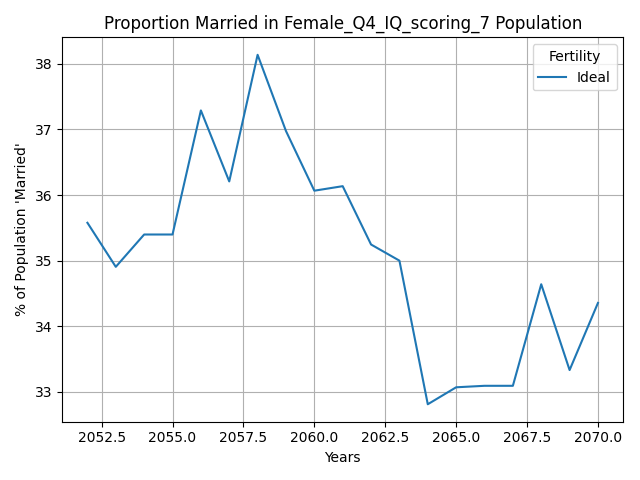 Proportion Married in Female_Q4_IQ_scoring_7 Population
Fertility
Ideal
% of Population 'Married'
38
37
36
35
34
33
2052.5 2055.0 2057.5 2060.0 2062.5 2065.0 2067.5 2070.0
Years